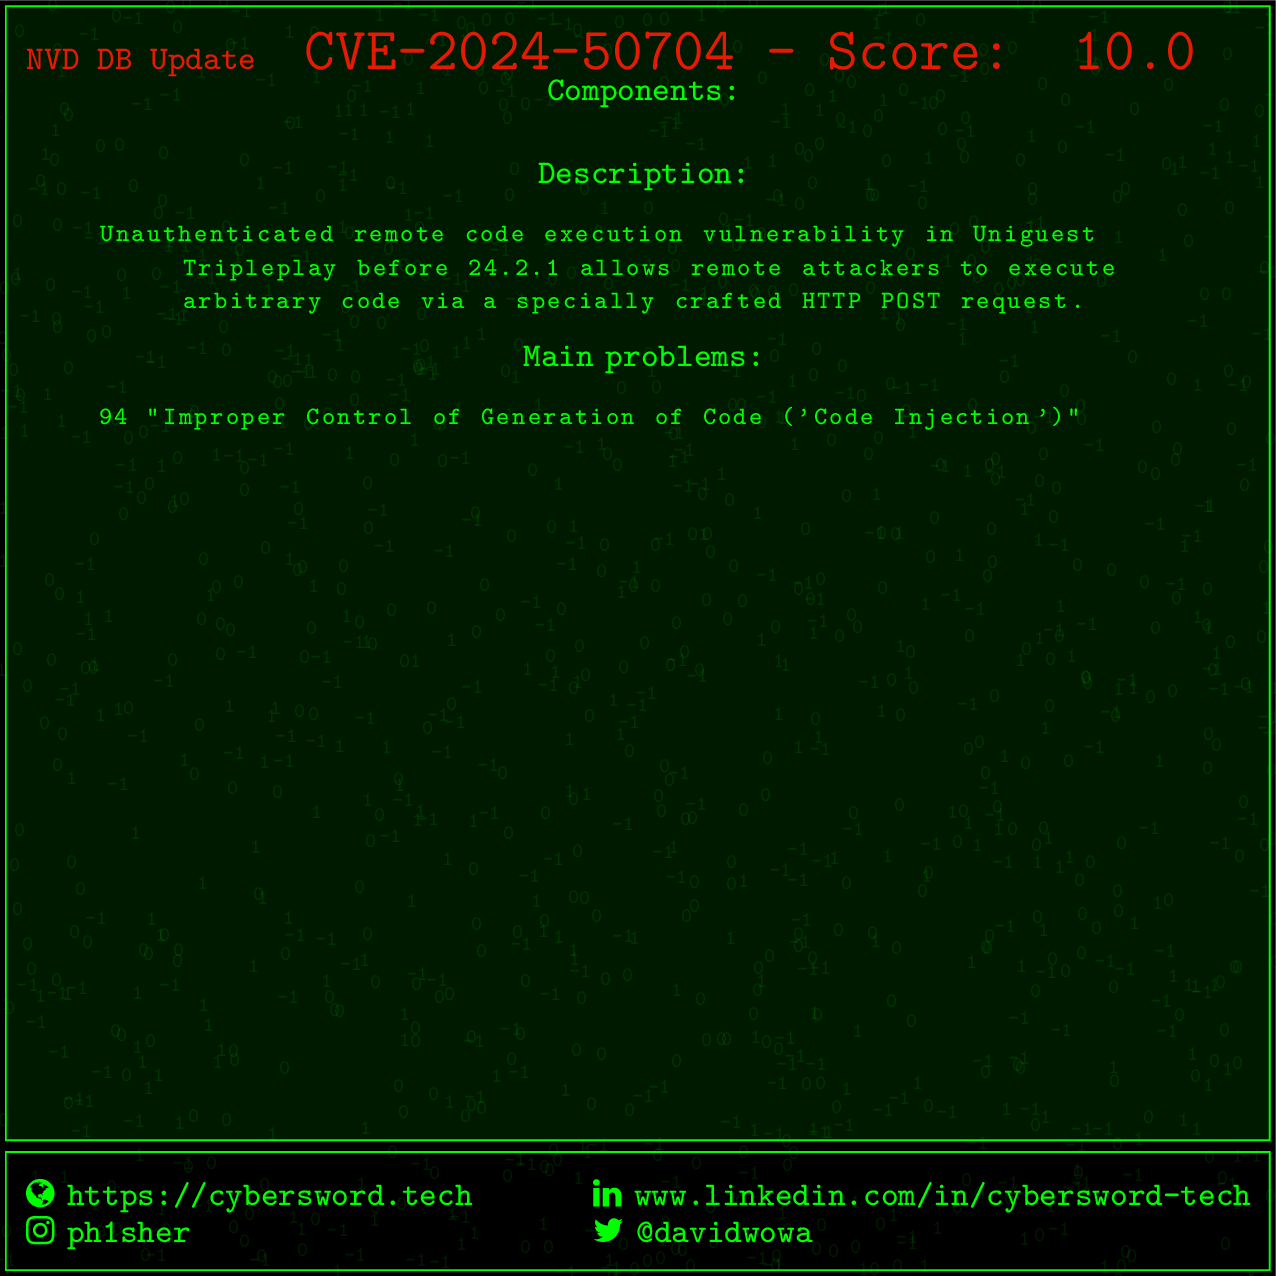 NVD DB Update CVE-2024-50704 - Score: 10.0
Components:
Description:
Unauthenticated remote code execution vulnerability in Uniguest
Tripleplay before 24.2.1 allows remote attackers to execute
arbitrary code via a specially crafted HTTP POST request.
Main problems:
94 "Improper Control of Generation of Code ('Code Injection')"
https://cybersword.tech
www.linkedin.com/in/cybersword-tech
ph1sher
@davidwowa